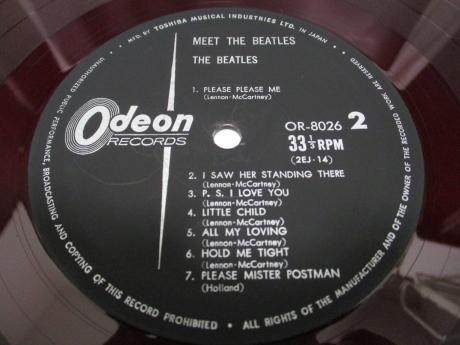 MFG. BY TOSHIBA MUSICAL INDUSTRIES LTD. IN JAPAN
MEET THE BEATLES
THE BEATLES
1. PLEASE PLEASE ME
(Lennon-McCartney)
Odeon
RECORDS
OR-8026 2
33 1/3 RPM
(2EJ-14)
2. I SAW HER STANDING THERE
(Lennon-McCartney)
3. P. S. I LOVE YOU
(Lennon-McCartney)
4. LITTLE CHILD
(Lennon-McCartney)
5. ALL MY LOVING
(Lennon-McCartney)
6. HOLD ME TIGHT
(Lennon-McCartney)
7. PLEASE MISTER POSTMAN
(Holland)
UNAUTHORIZED PUBLIC PERFORMANCE, BROADCASTING AND COPYING OF THIS RECORD PROHIBITED • ALL RIGHTS OF THE MANUFACTURER AND OF THE OWNER OF THE RECORDED WORK ARE RESERVED